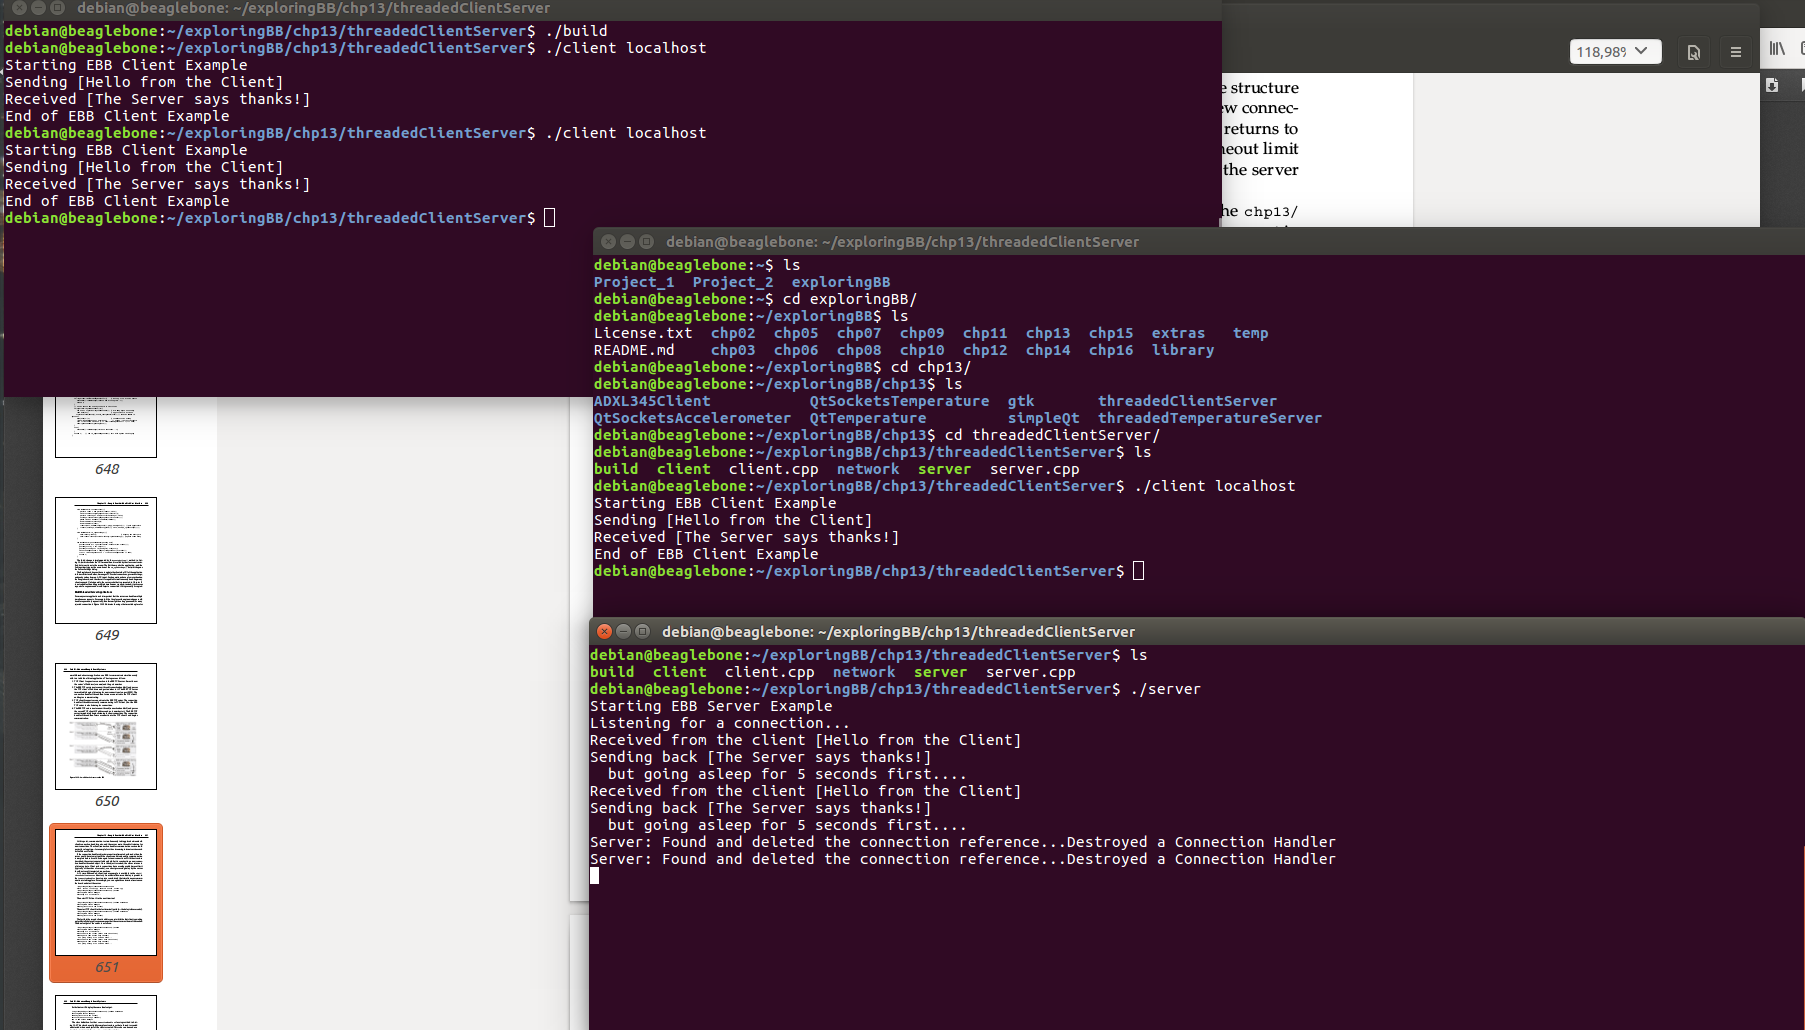 debian@beaglebone: ~/exploringBB/chp13/threadedClientServer
debian@beaglebone:~/exploringBB/chp13/threadedClientServer$ ./build
debian@beaglebone:~/exploringBB/chp13/threadedClientServer$ ./client localhost
Starting EBB Client Example
Sending [Hello from the Client]
Received [The Server says thanks!]
End of EBB Client Example
debian@beaglebone:~/exploringBB/chp13/threadedClientServer$ ./client localhost
Starting EBB Client Example
Sending [Hello from the Client]
Received [The Server says thanks!]
End of EBB Client Example
debian@beaglebone:~/exploringBB/chp13/threadedClientServer$
118,98%
e structure
ew connec-
returns to
eout limit
the server
he chp13/
debian@beaglebone: ~/exploringBB/chp13/threadedClientServer
debian@beaglebone:~$ ls
Project_1 Project_2 exploringBB
debian@beaglebone:~$ cd exploringBB/
debian@beaglebone:~/exploringBB$ ls
License.txt chp02 chp05 chp07 chp09 chp11 chp13 chp15 extras temp
README.md chp03 chp06 chp08 chp10 chp12 chp14 chp16 library
debian@beaglebone:~/exploringBB$ cd chp13/
debian@beaglebone:~/exploringBB/chp13$ ls
ADXL345Client QtSocketsTemperature gtk threadedClientServer
QtSocketsAccelerometer QtTemperature simpleQt threadedTemperatureServer
debian@beaglebone:~/exploringBB/chp13$ cd threadedClientServer/
debian@beaglebone:~/exploringBB/chp13/threadedClientServer$ ls
build client client.cpp network server server.cpp
debian@beaglebone:~/exploringBB/chp13/threadedClientServer$ ./client localhost
Starting EBB Client Example
Sending [Hello from the Client]
Received [The Server says thanks!]
End of EBB Client Example
debian@beaglebone:~/exploringBB/chp13/threadedClientServer$
debian@beaglebone: ~/exploringBB/chp13/threadedClientServer
debian@beaglebone:~/exploringBB/chp13/threadedClientServer$ ls
build client client.cpp network server server.cpp
debian@beaglebone:~/exploringBB/chp13/threadedClientServer$ ./server
Starting EBB Server Example
Listening for a connection...
Received from the client [Hello from the Client]
Sending back [The Server says thanks!]
but going asleep for 5 seconds first....
Received from the client [Hello from the Client]
Sending back [The Server says thanks!]
but going asleep for 5 seconds first....
Server: Found and deleted the connection reference...Destroyed a Connection Handler
Server: Found and deleted the connection reference...Destroyed a Connection Handler
648
649
650
651